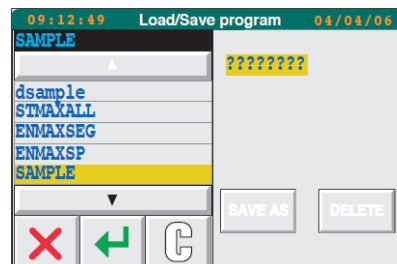 09:12:49 Load/Save program 04/04/06
SAMPLE
????????
dsample
STMAXALL
ENMAXSEG
ENMAXSP
SAMPLE
SAVE AS DELETE
C